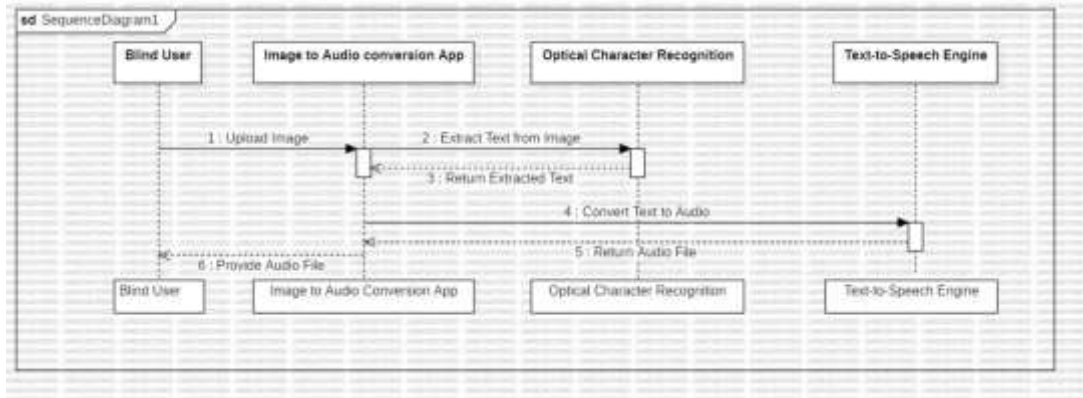 sd SequenceDiagram1
Blind User
Image to Audio conversion App
Optical Character Recognition
Text-to-Speech Engine
1 : Upload Image
2 : Extract Text from Image
3 : Return Extracted Text
4 : Convert Text to Audio
5 : Return Audio File
6 : Provide Audio File
Blind User
Image to Audio Conversion App
Optical Character Recognition
Text-to-Speech Engine